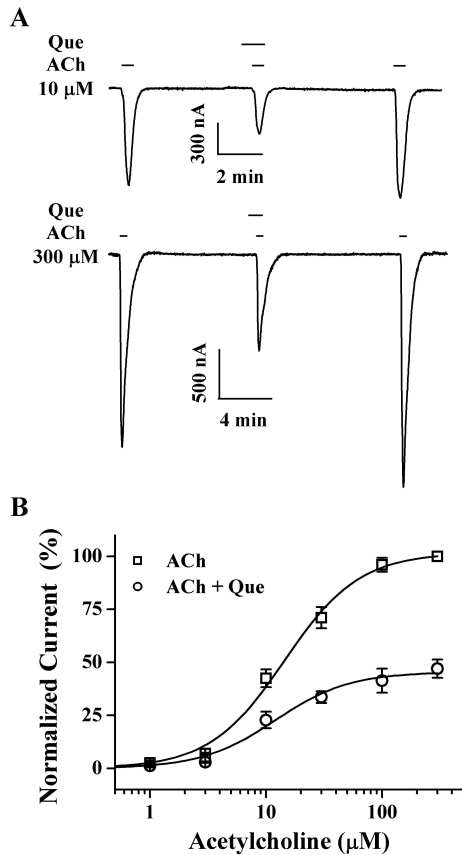 A
Que
ACh
10 μM
300 nA
2 min
Que
ACh
300 μM
500 nA
4 min
B
Normalized Current (%)
100
75
50
25
0
ACh
ACh + Que
1
10
100
Acetylcholine (μM)